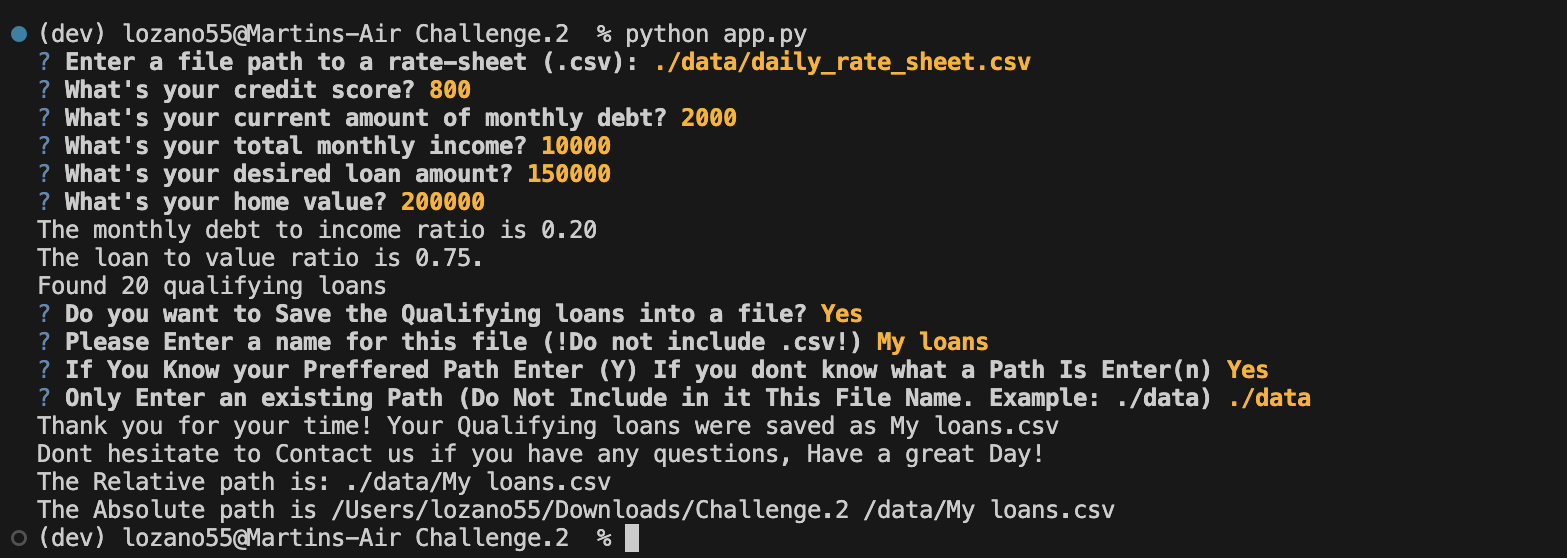 (dev) lozano55@Martins-Air Challenge.2  % python app.py
? Enter a file path to a rate-sheet (.csv): ./data/daily_rate_sheet.csv
? What's your credit score? 800
? What's your current amount of monthly debt? 2000
? What's your total monthly income? 10000
? What's your desired loan amount? 150000
? What's your home value? 200000
The monthly debt to income ratio is 0.20
The loan to value ratio is 0.75.
Found 20 qualifying loans
? Do you want to Save the Qualifying loans into a file? Yes
? Please Enter a name for this file (!Do not include .csv!) My loans
? If You Know your Preffered Path Enter (Y) If you dont know what a Path Is Enter(n) Yes
? Only Enter an existing Path (Do Not Include in it This File Name. Example: ./data) ./data
Thank you for your time! Your Qualifying loans were saved as My loans.csv
Dont hesitate to Contact us if you have any questions, Have a great Day!
The Relative path is: ./data/My loans.csv
The Absolute path is /Users/lozano55/Downloads/Challenge.2 /data/My loans.csv
(dev) lozano55@Martins-Air Challenge.2  %